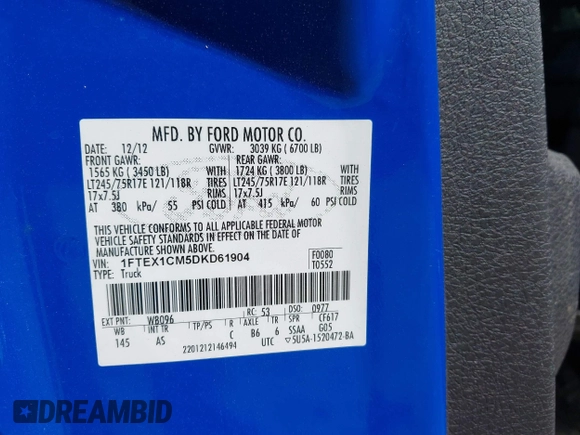 MFD. BY FORD MOTOR CO.
DATE: 12/12 GVWR: 3039 KG ( 6700 LB)
FRONT GAWR: REAR GAWR:
1565 KG ( 3450 LB) WITH 1724 KG ( 3800 LB) WITH
LT245/75R17E 121/118R TIRES LT245/75R17E 121/118R TIRES
17x7.5J RIMS 17x7.5J RIMS
AT 380 kPa/ 55 PSI COLD AT 415 kPa/ 60 PSI COLD
THIS VEHICLE CONFORMS TO ALL APPLICABLE FEDERAL MOTOR
VEHICLE SAFETY STANDARDS IN EFFECT ON THE DATE OF
MANUFACTURE SHOWN ABOVE.
VIN: 1FTEX1CM5DKD61904 F0080
TYPE: Truck T0552
EXT PNT: WB096 RC: 53 DSO: 0977
WB INT TR TP/PS R AXLE TR SPR CF617
145 AS C B6 6 SSAA G05
2201212146494 UTC ▽5U5A-1520472-BA
DREAMBID